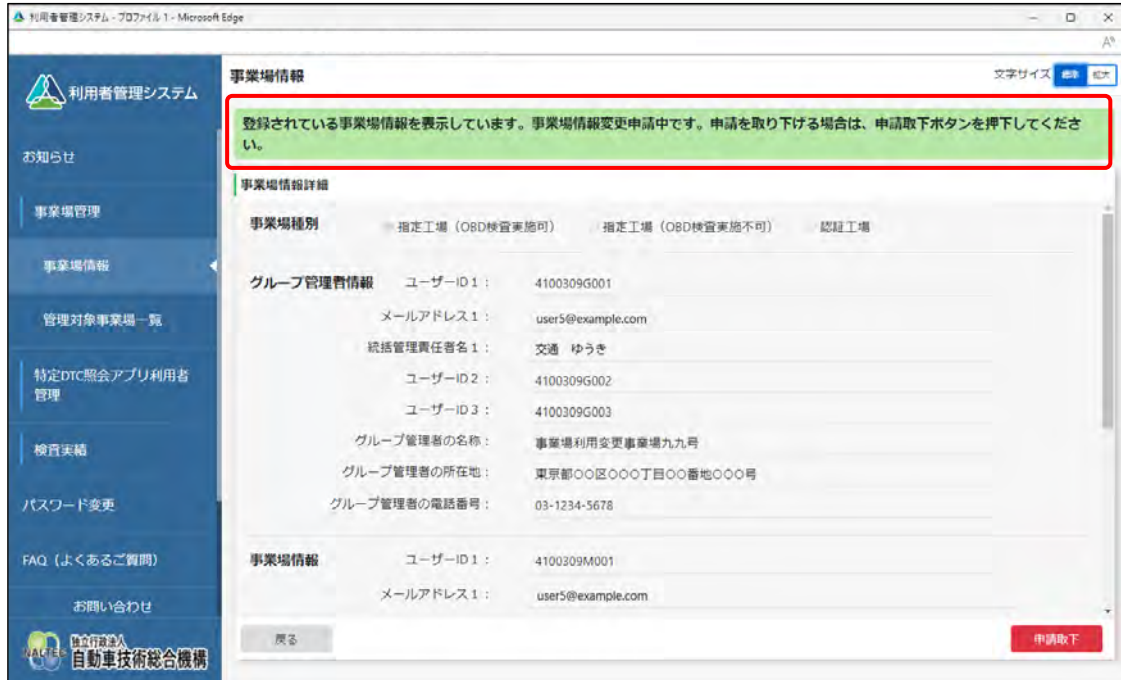 利用者管理システム - プロファイル 1 - Microsoft Edge
利用者管理システム
お知らせ
事業場管理
事業場情報
管理対象事業場一覧
特定DTC照会アプリ利用者
管理
検査実績
パスワード変更
FAQ（よくあるご質問）
お問い合わせ
NALTEC
独立行政法人
自動車技術総合機構
事業場情報
文字サイズ 標準 拡大
登録されている事業場情報を表示しています。事業場情報変更申請中です。申請を取り下げる場合は、申請取下ボタンを押下してくださ
い。
事業場情報詳細
事業場種別 指定工場（OBD検査実施可） 指定工場（OBD検査実施不可） 認証工場
グループ管理者情報 ユーザーID1： 4100309G001
メールアドレス1： user5@example.com
統括管理責任者名1： 交通 ゆうき
ユーザーID2： 4100309G002
ユーザーID3： 4100309G003
グループ管理者の名称： 事業場利用変更事業場九九号
グループ管理者の所在地： 東京都〇〇区〇〇〇丁目〇〇番地〇〇〇号
グループ管理者の電話番号： 03-1234-5678
事業場情報 ユーザーID1： 4100309M001
メールアドレス1： user5@example.com
戻る 申請取下